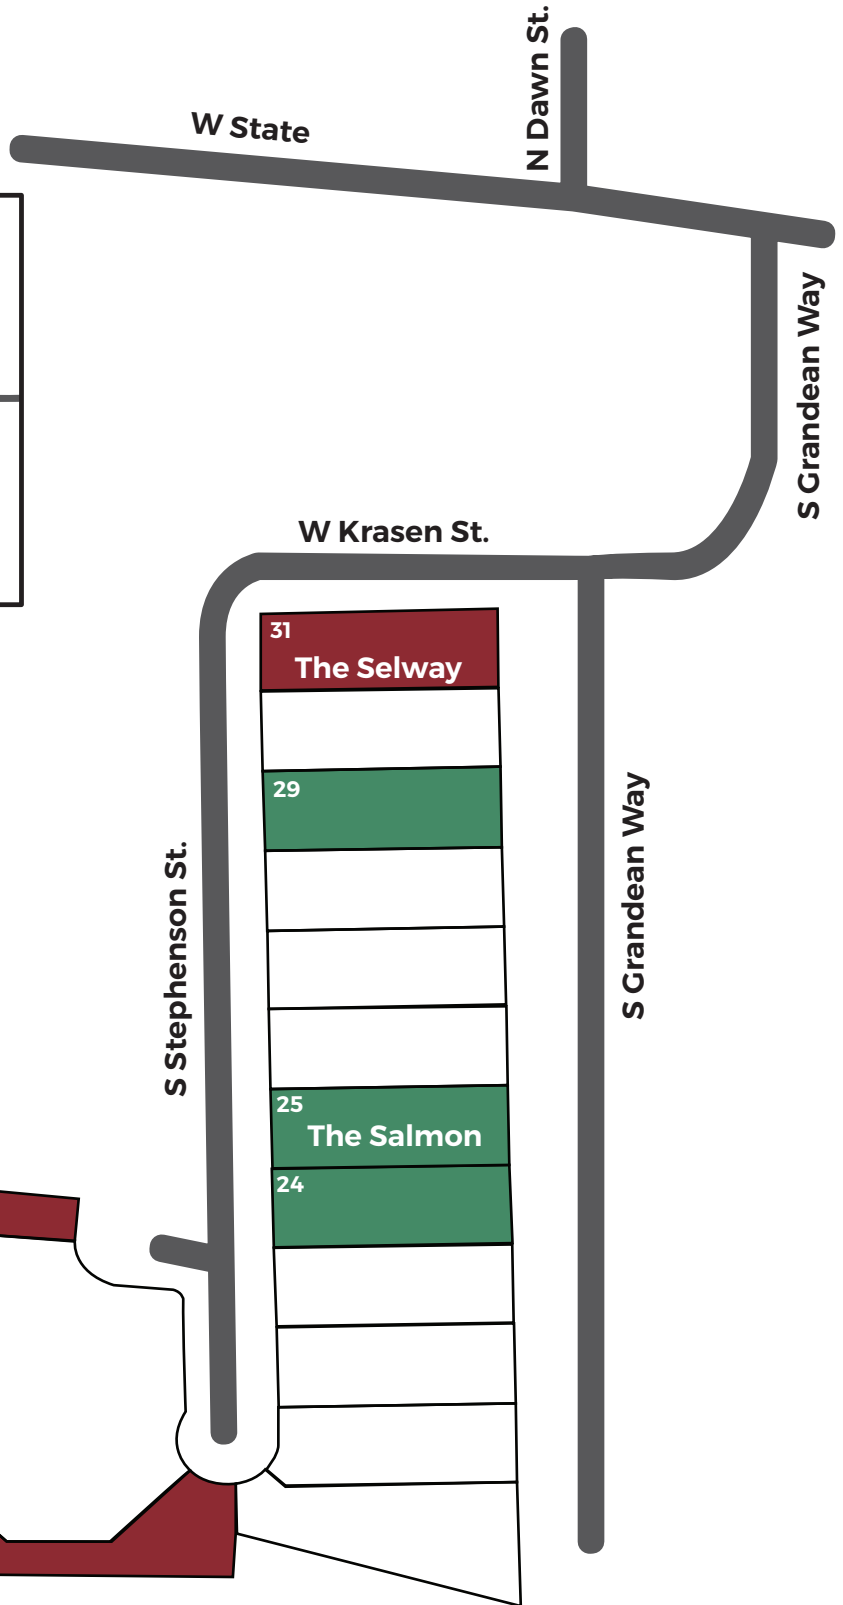 N Dawn St.
W State
S Grandean Way
W Krasen St.
31
The Selway
29
S Stephenson St.
S Grandean Way
25
The Salmon
24